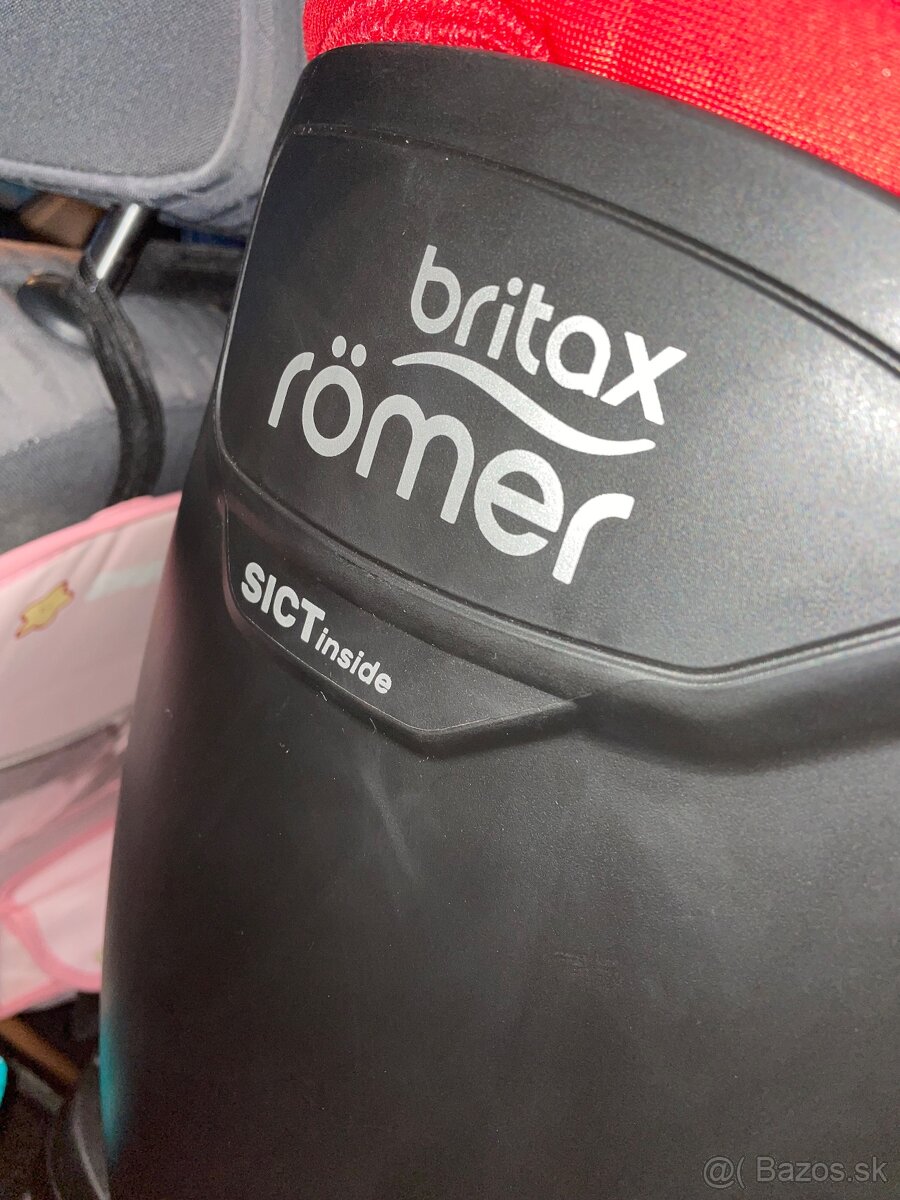 britax
römer
SICTinside
@( Bazos.sk